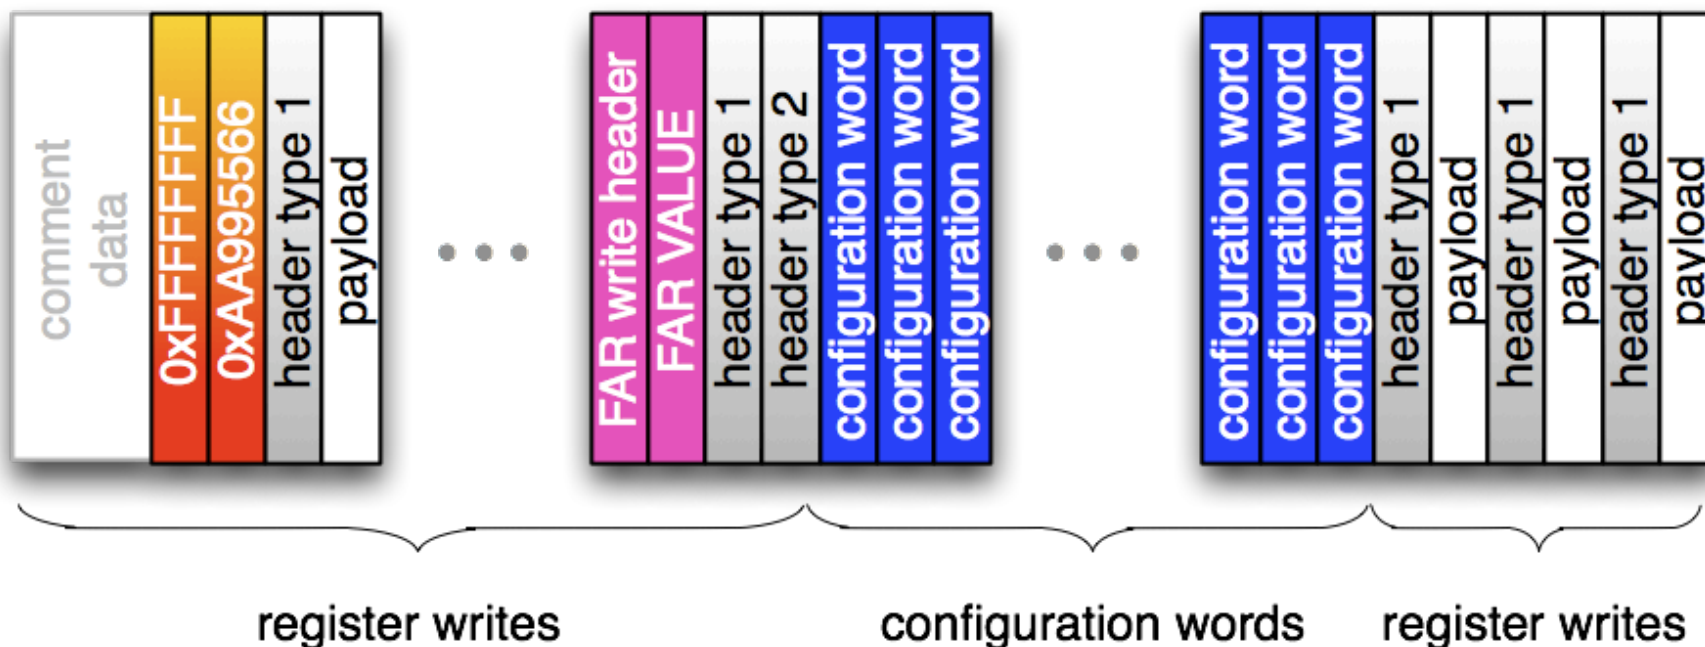 comment
data
0xFFFFFFFF
0xAA995566
header type 1
payload
FAR write header
FAR VALUE
header type 1
header type 2
configuration word
configuration word
configuration word
configuration word
configuration word
configuration word
header type 1
payload
header type 1
payload
header type 1
payload
register writes
configuration words
register writes